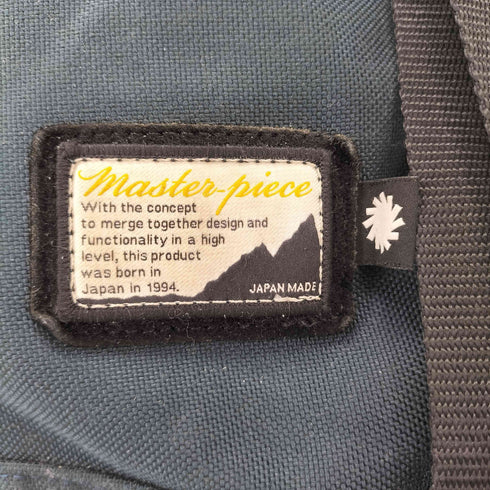 Master-piece
With the concept
to merge together design and
functionality in a high
level, this product
was born in
Japan in 1994.
JAPAN MADE